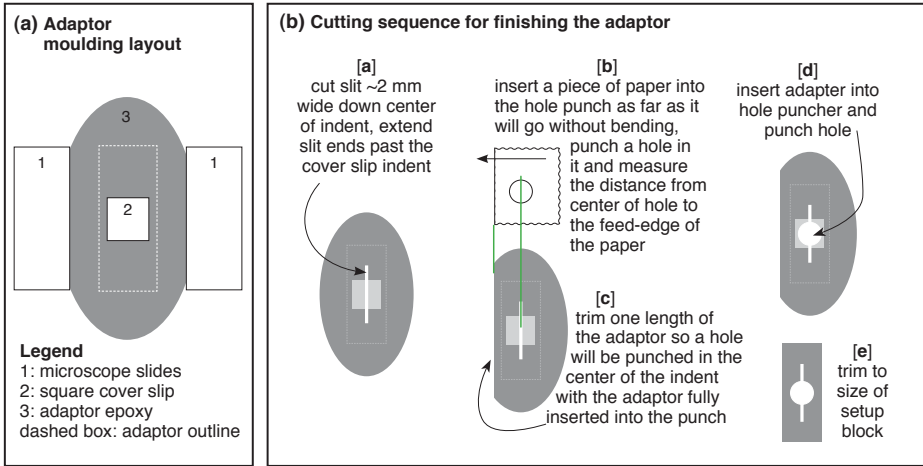 (a) Adaptor
moulding layout
3
1
1
2
Legend
1: microscope slides
2: square cover slip
3: adaptor epoxy
dashed box: adaptor outline
(b) Cutting sequence for finishing the adaptor
[a]
cut slit ~2 mm
wide down center
of indent, extend
slit ends past the
cover slip indent
[b]
insert a piece of paper into
the hole punch as far as it
will go without bending,
punch a hole in
it and measure
the distance from
center of hole to
the feed-edge of
the paper
[c]
trim one length of
the adaptor so a hole
will be punched in the
center of the indent
with the adaptor fully
inserted into the punch
[d]
insert adapter into
hole puncher and
punch hole
[e]
trim to
size of
setup
block